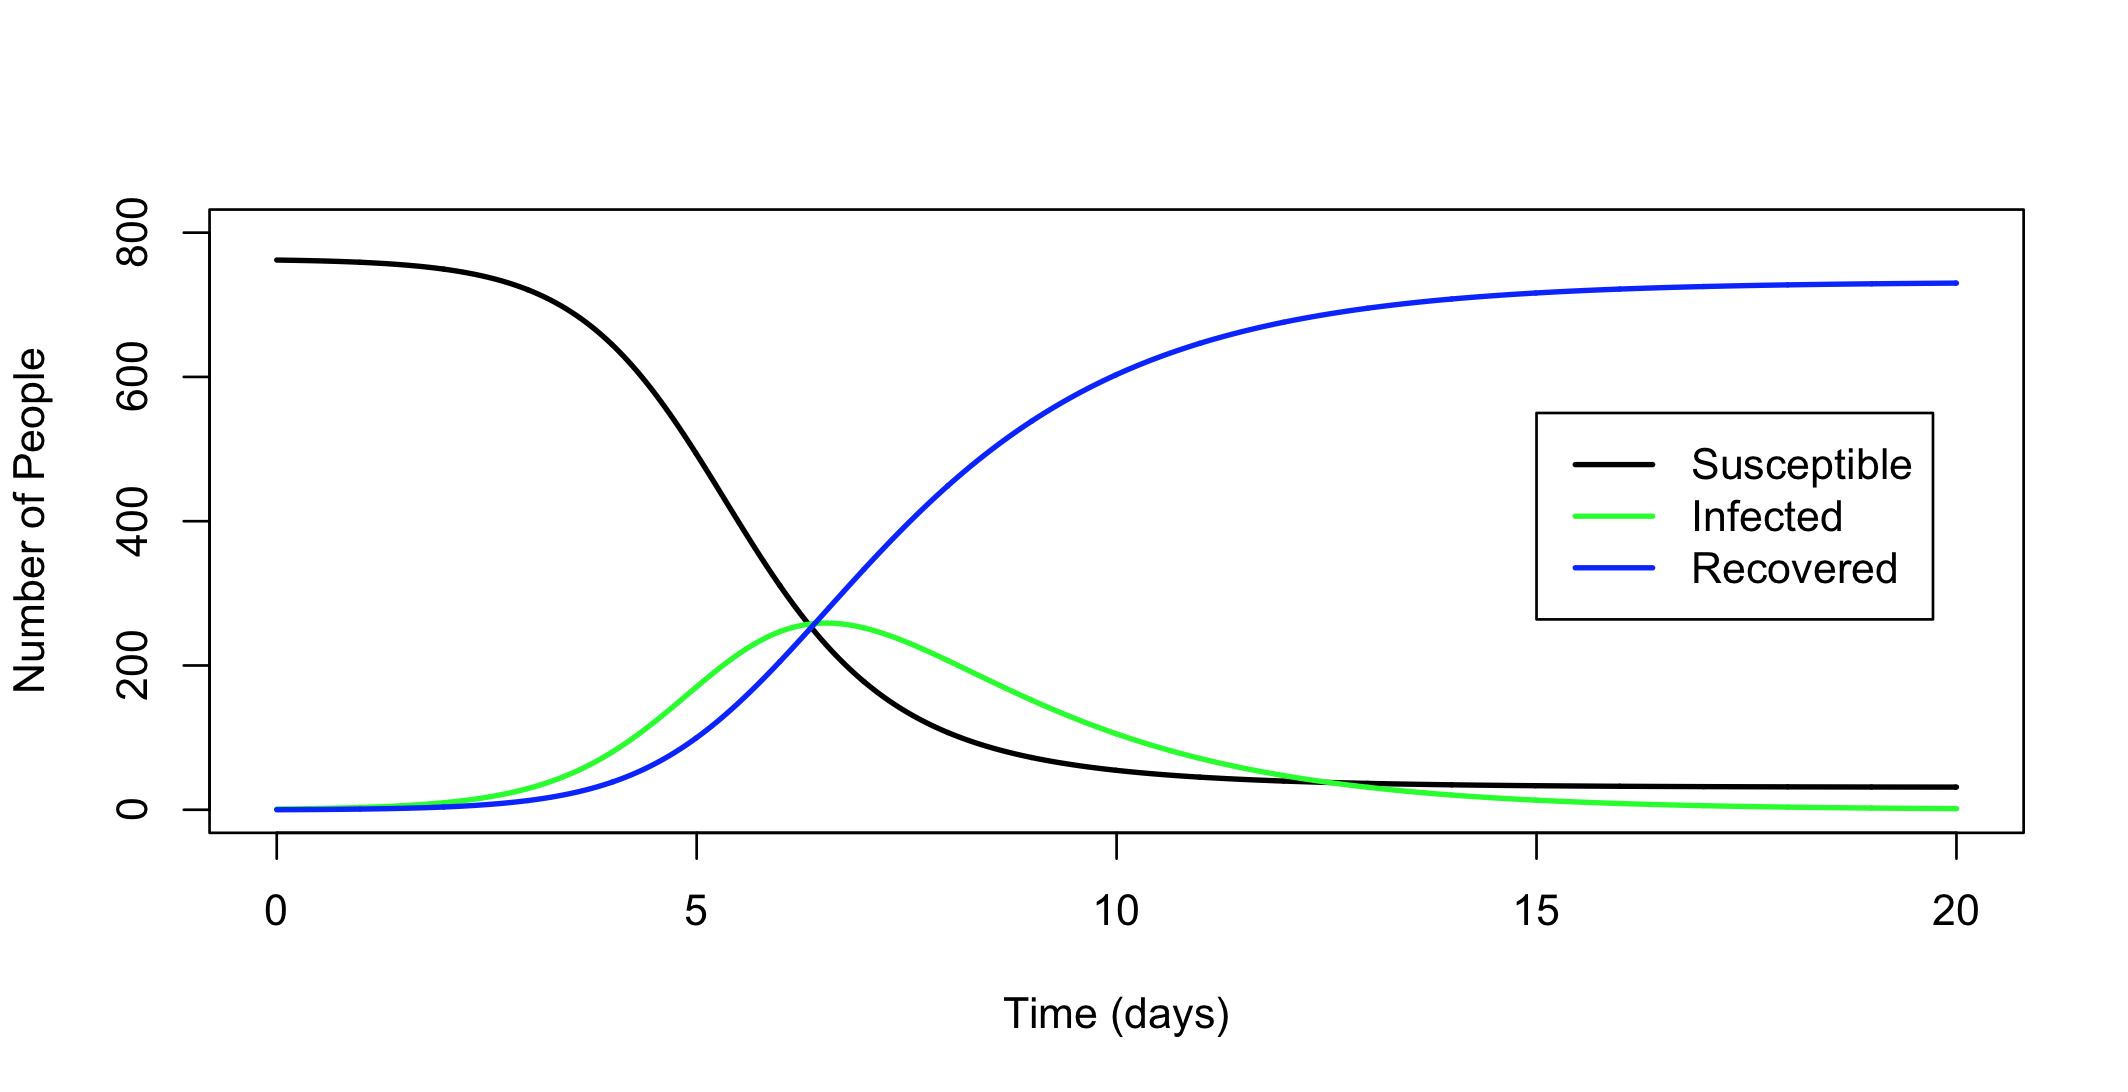 Number of People
800
600
400
200
0
Susceptible
Infected
Recovered
0 5 10 15 20
Time (days)